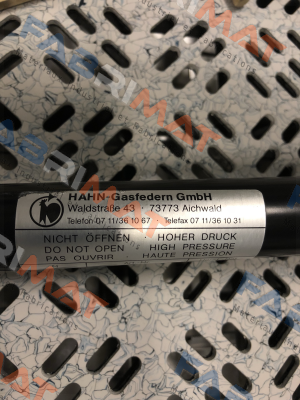 HAHN-Gasfedern GmbH
Waldstraße 43 · 73773 Aichwald
Telefon 07 11/36 10 67 · Telefax 07 11/36 10 31
NICHT ÖFFNEN · HOHER DRUCK
DO NOT OPEN · HIGH PRESSURE
PAS OUVRIR · HAUTE PRESSION
FABRIMAT